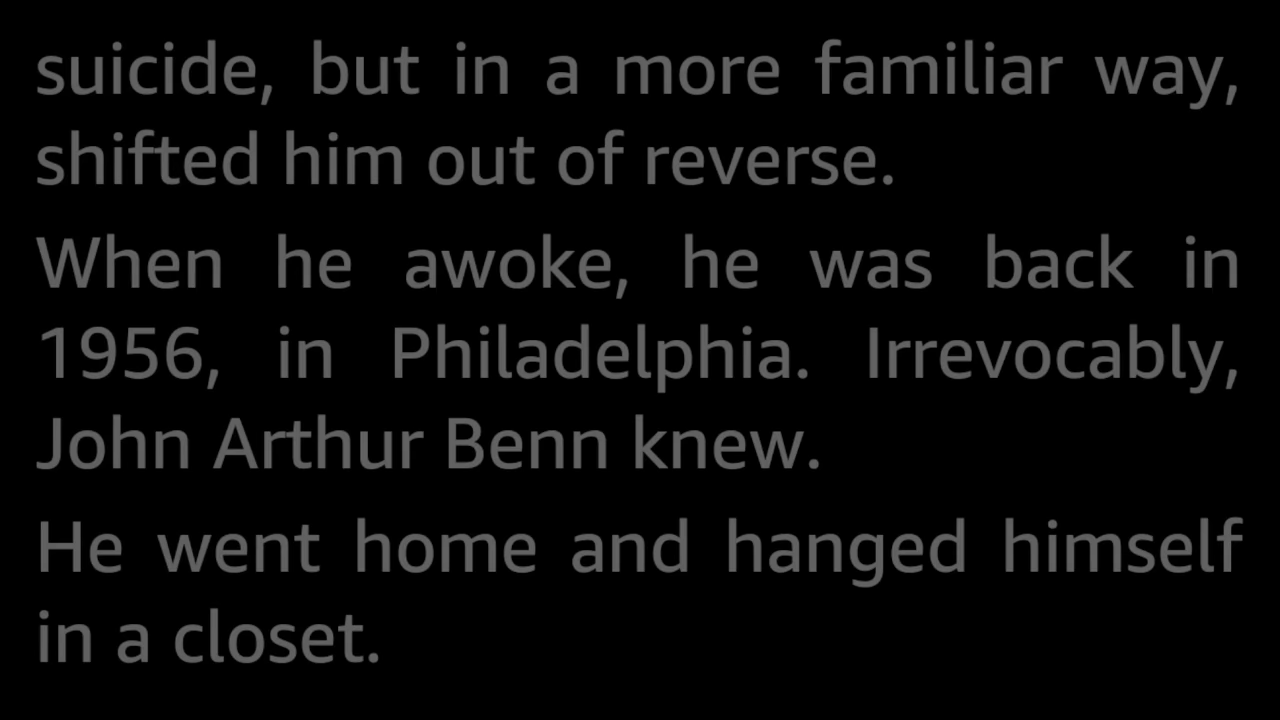 suicide, but in a more familiar way,
shifted him out of reverse.
When he awoke, he was back in
1956, in Philadelphia. Irrevocably,
John Arthur Benn knew.
He went home and hanged himself
in a closet.